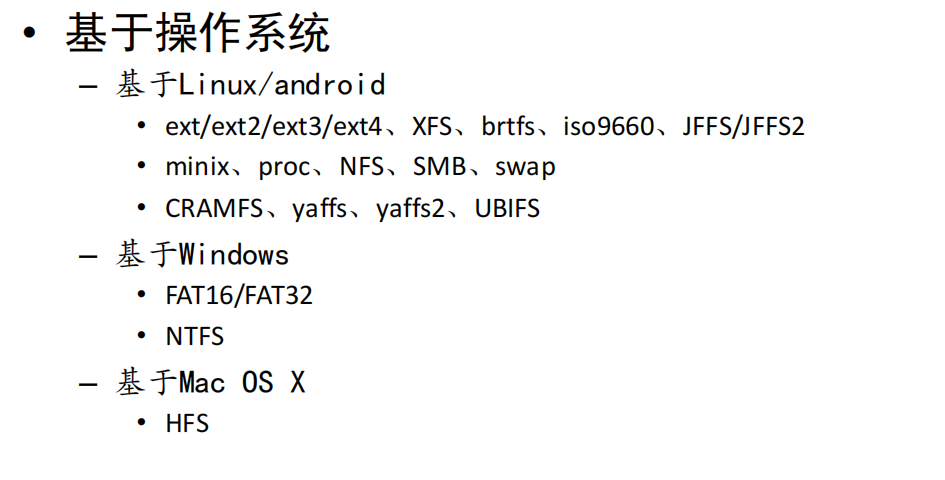 • 基于操作系统
– 基于Linux/android
• ext/ext2/ext3/ext4、XFS、brtfs、iso9660、JFFS/JFFS2
• minix、proc、NFS、SMB、swap
• CRAMFS、yaffs、yaffs2、UBIFS
– 基于Windows
• FAT16/FAT32
• NTFS
– 基于Mac OS X
• HFS